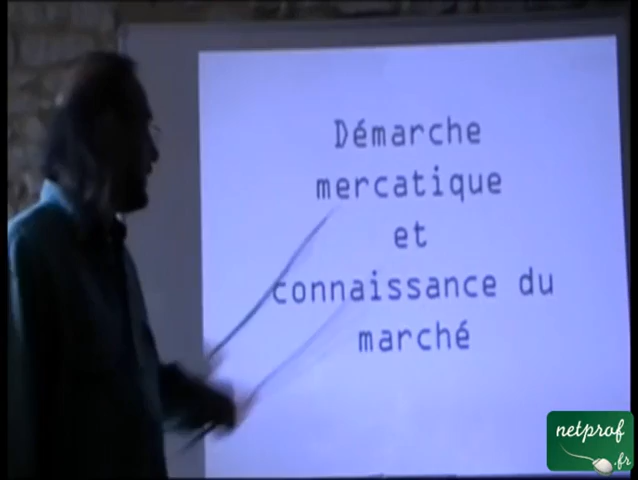 Démarche
mercatique
et
connaissance du
marché
netprof
.fr